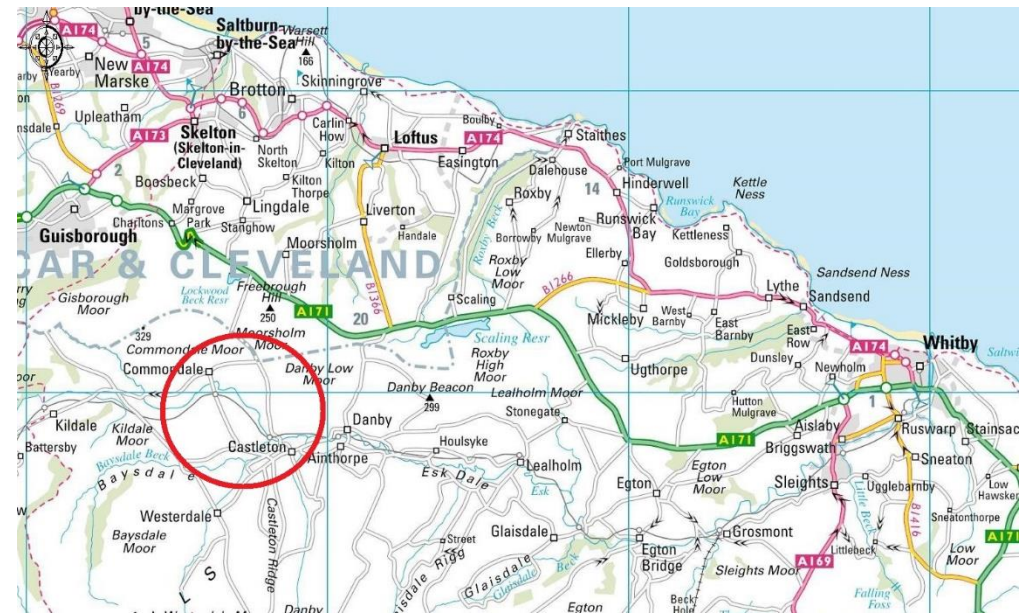 by-the-Sea
A174
Saltburn-
by-the-Sea
Warsett
Hill
166
5
New
Marske
A174
Yearby
B1269
Skinningrove
Brotton
6
Upleatham
A173
Skelton
(Skelton-in-
Cleveland)
North
Skelton
Carlin
How
Kilton
Loftus
Boulby
A174
Staithes
Easington
Dalehouse
Port Mulgrave
14
Hinderwell
Kettle
Ness
2
Boosbeck
Kilton
Thorpe
Roxby
Runswick
Bay
Margrove
Park
Lingdale
Liverton
Roxby Beck
Newton
Mulgrave
Runswick
Bay
Charltons
Stanghow
Handale
Borrowby
Kettleness
Guisborough
Moorsholm
Ellerby
Goldsborough
CAR & CLEVELAND
Roxby
Low
Moor
B1266
Sandsend Ness
Lockwood
Beck Resr
Freebrough
Hill
250
B1366
Scaling
Lythe
Sandsend
Gisborough
Moor
A171
20
Mickleby
West
Barnby
East
Barnby
329
Moorsholm
Moor
Scaling Resr
East
Row
A174
Whitby
Commondale Moor
Commondale
Danby Low
Moor
Roxby
High
Moor
Ugthorpe
Dunsley
Newholm
Danby Beacon
299
Lealholm Moor
Hutton
Mulgrave
1
Kildale
Kildale
Moor
Danby
Stonegate
Aislaby
Ruswarp
Stainsac
Battersby
Castleton
Ainthorpe
Houlsyke
A171
Briggswath
Baysdale Beck
Baysdale
Esk Dale
Lealholm
Egton
Low
Moor
Sneaton
Esk
Egton
Sleights
Ugglebarnby
Low
Hawsker
Westerdale
Castleton Ridge
Little Beck
B1416
Sneatonthorpe
Baysdale
Moor
Street
Glaisdale
Grosmont
A171
Glaisdale Rigg
Glaisdale
Glaisdale
Beck
Egton
Bridge
Littlebeck
Low
Moor
Sleights Moor
A169
Danby
Egton
Beck
Hole
Falling
Foss